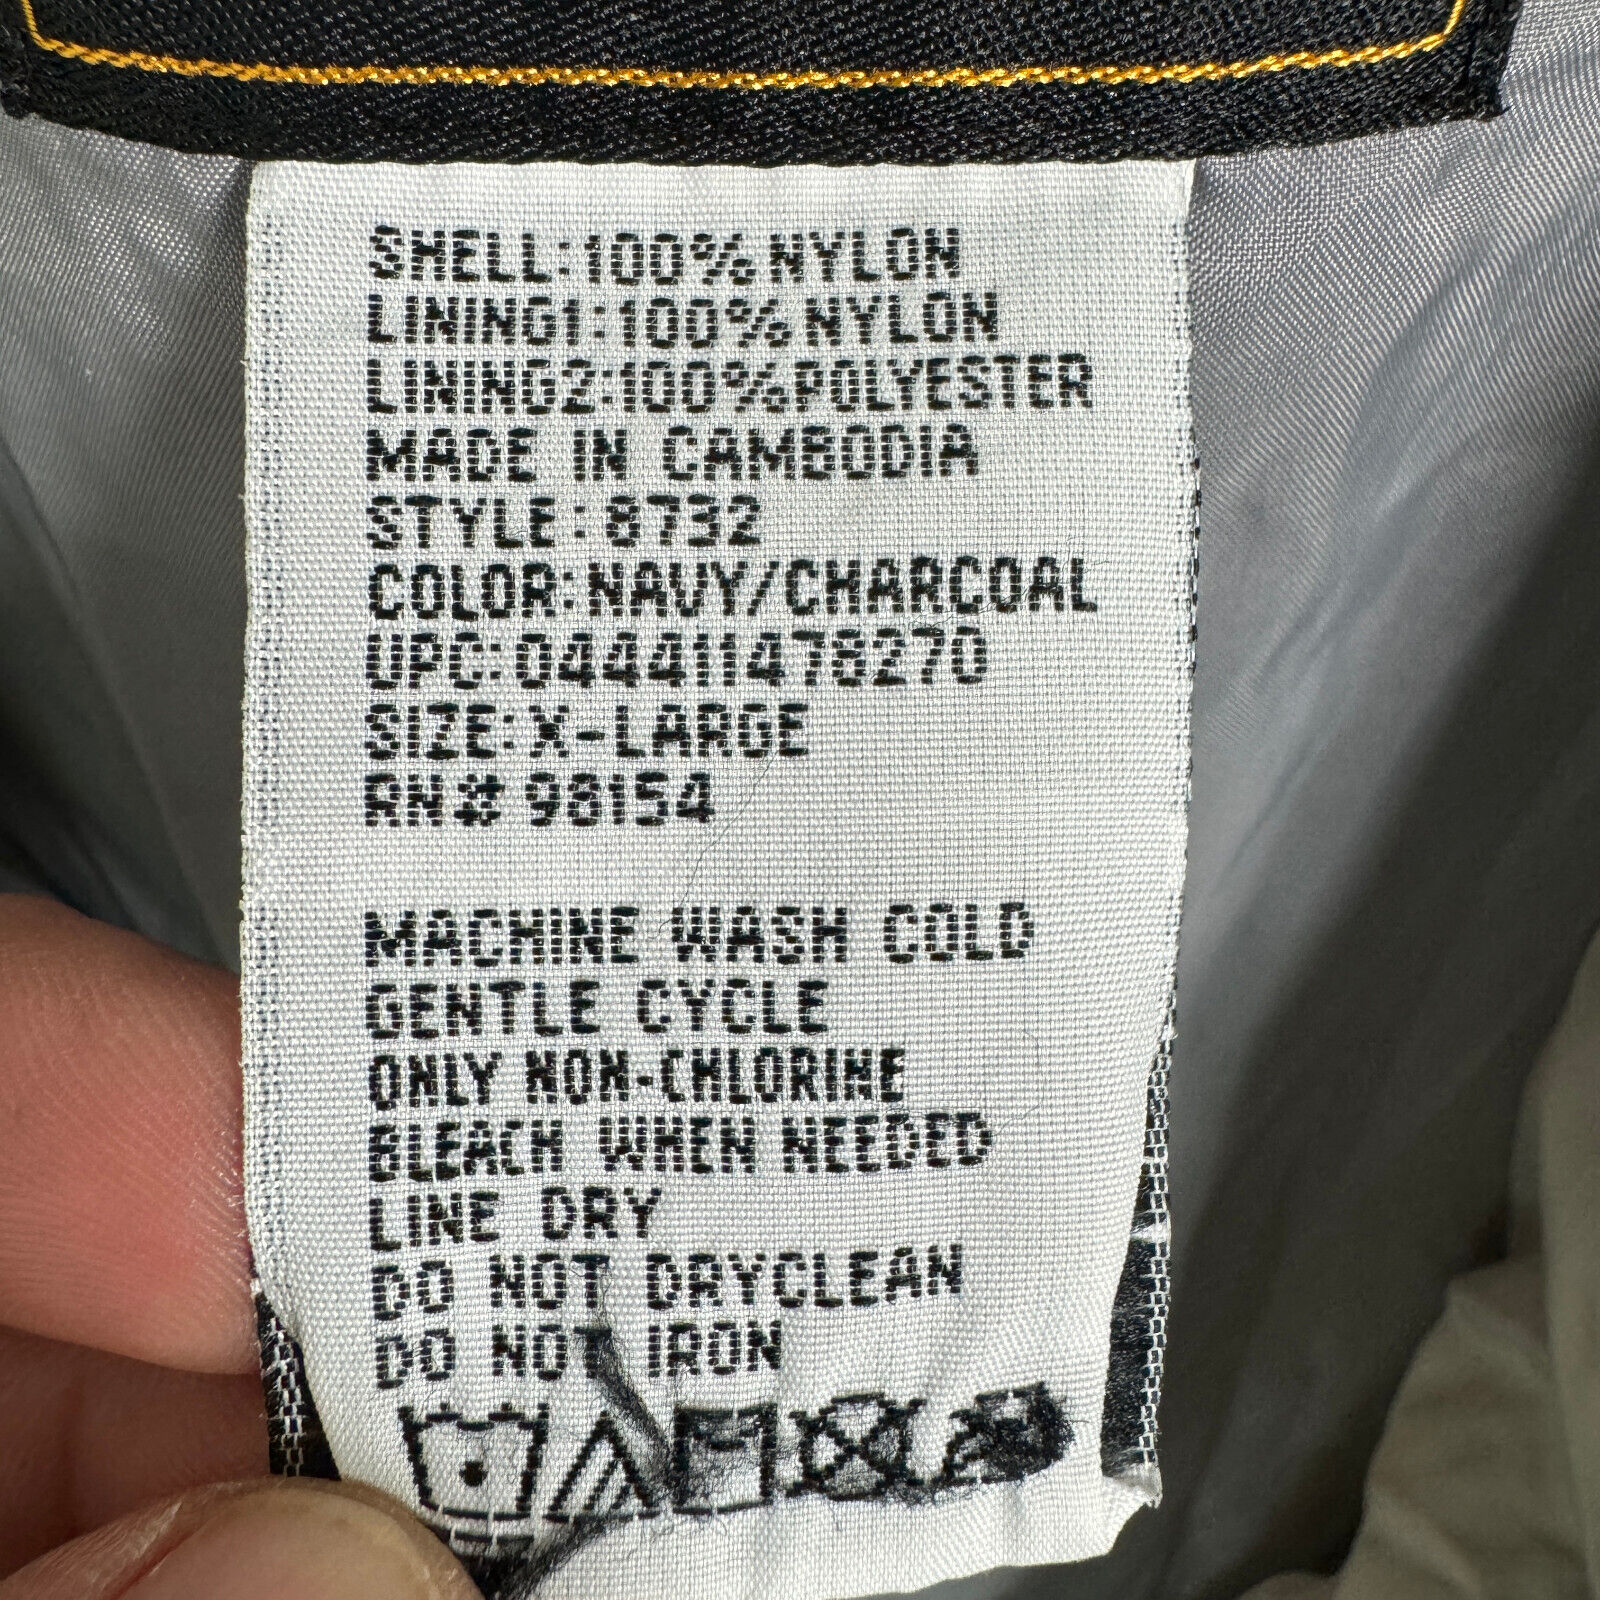 SHELL:100%NYLON
LINING1:100%NYLON
LINING2:100%POLYESTER
MADE IN CAMBODIA
STYLE:8732
COLOR:NAVY/CHARCOAL
UPC:044411478270
SIZE:X-LARGE
RN# 98154
MACHINE WASH COLD
GENTLE CYCLE
ONLY NON-CHLORINE
BLEACH WHEN NEEDED
LINE DRY
DO NOT DRYCLEAN
DO NOT IRON